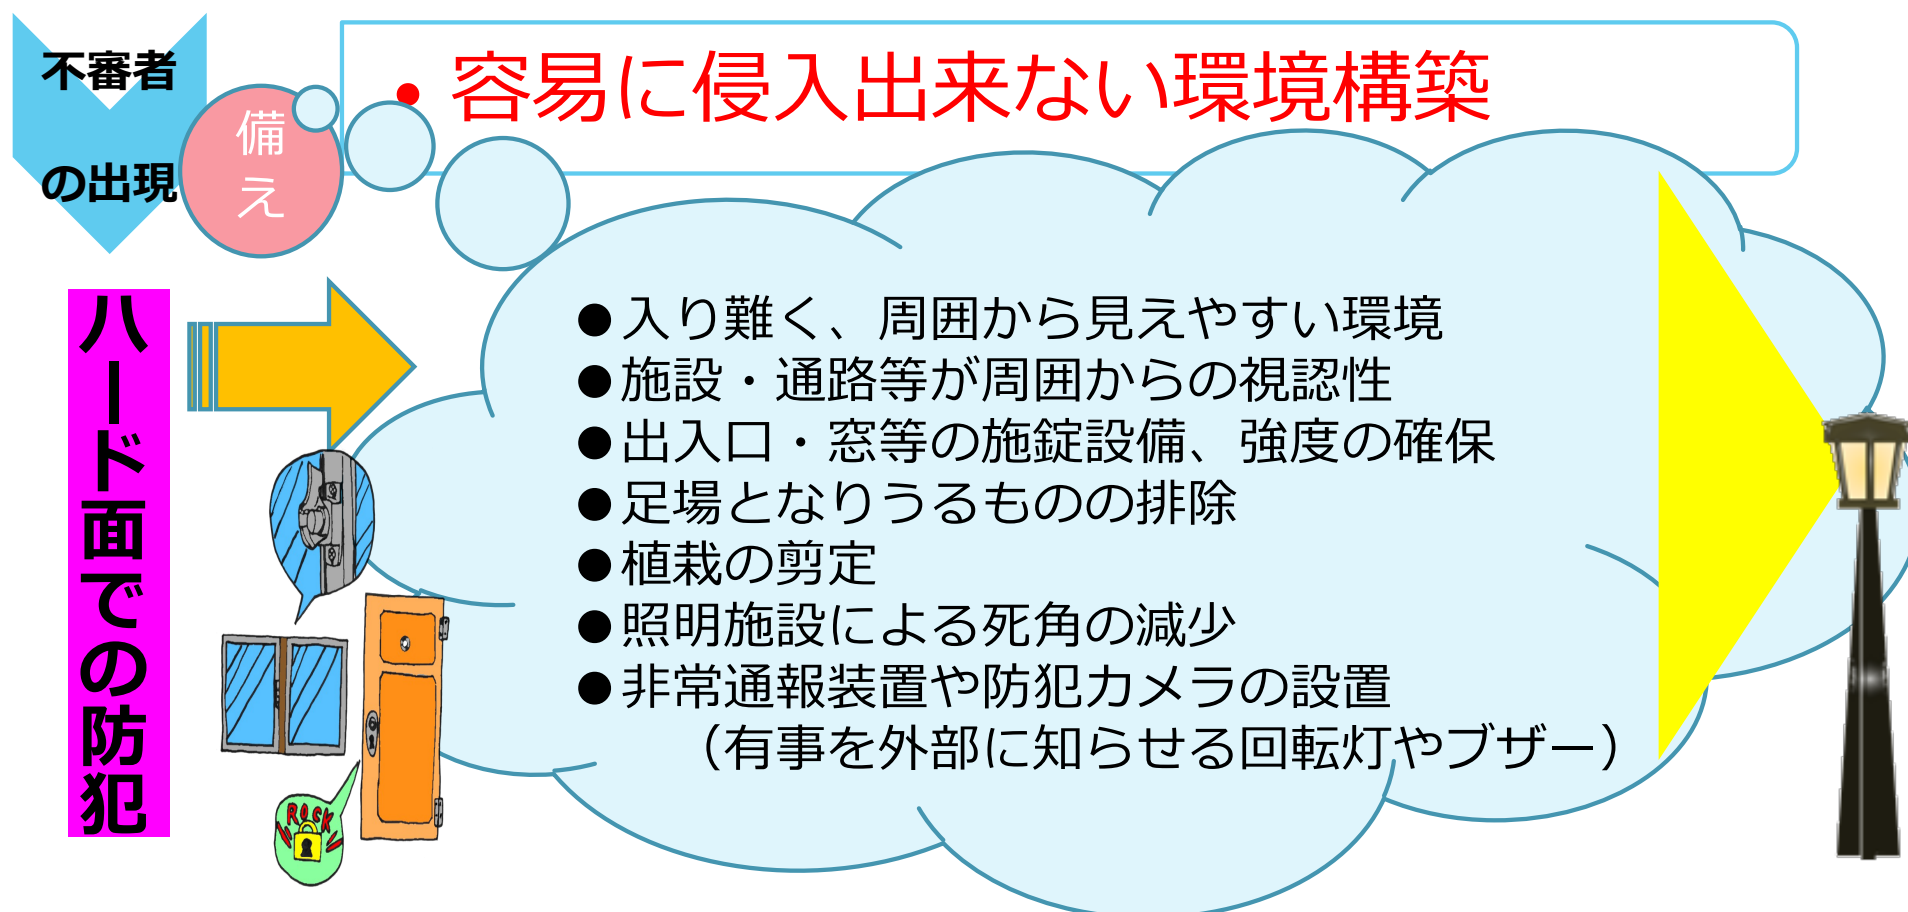 不審者
の出現
備え
• 容易に侵入出来ない環境構築
ハード面での防犯
●入り難く、周囲から見えやすい環境
●施設・通路等が周囲からの視認性
●出入口・窓等の施錠設備、強度の確保
●足場となりうるものの排除
●植栽の剪定
●照明施設による死角の減少
●非常通報装置や防犯カメラの設置
（有事を外部に知らせる回転灯やブザー）
ROCK